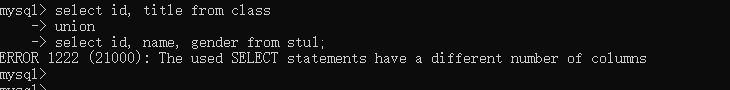 mysql> select id, title from class
    -> union
    -> select id, name, gender from stul;
ERROR 1222 (21000): The used SELECT statements have a different number of columns
mysql>
mysql>